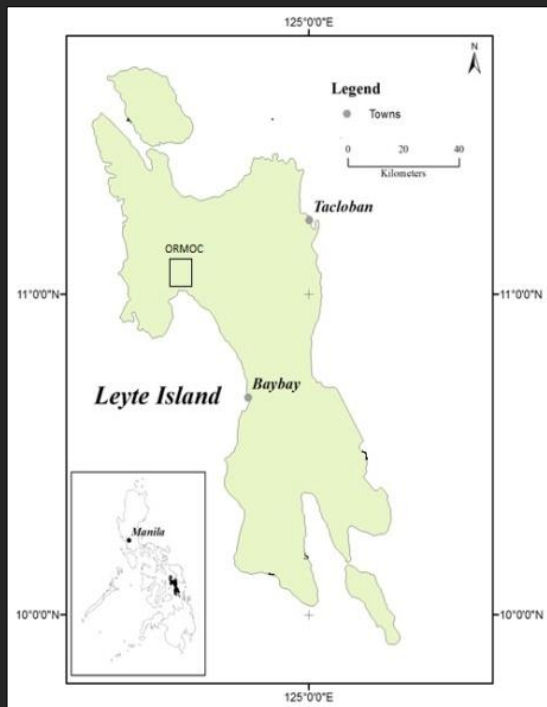 125°0'0"E
N
Legend
Towns
0 20 40
Kilometers
Tacloban
ORMOC
11°0'0"N 11°0'0"N
Baybay
Leyte Island
Manila
10°0'0"N 10°0'0"N
125°0'0"E